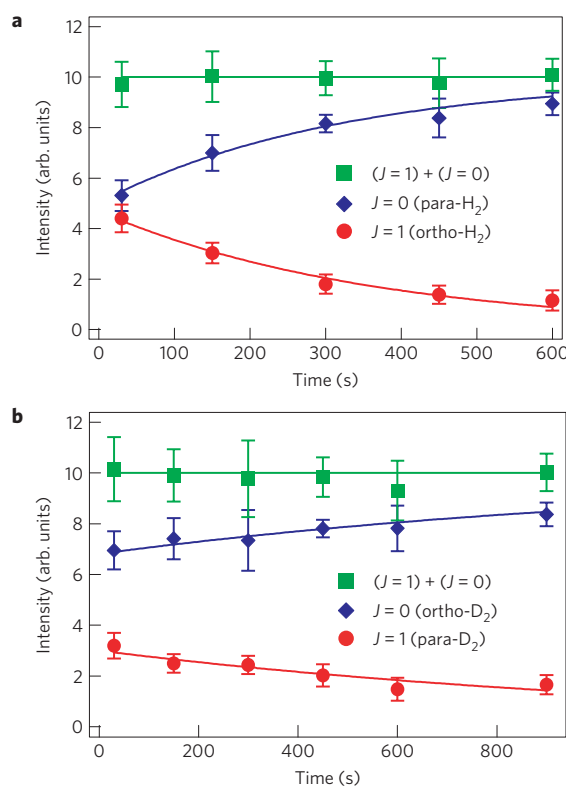 a
12
10
8
6
4
2
0
Intensity (arb. units)
(J = 1) + (J = 0)
J = 0 (para-H₂)
J = 1 (ortho-H₂)
0 100 200 300 400 500 600
Time (s)
b
12
10
8
6
4
2
0
Intensity (arb. units)
(J = 1) + (J = 0)
J = 0 (ortho-D₂)
J = 1 (para-D₂)
0 200 400 600 800
Time (s)